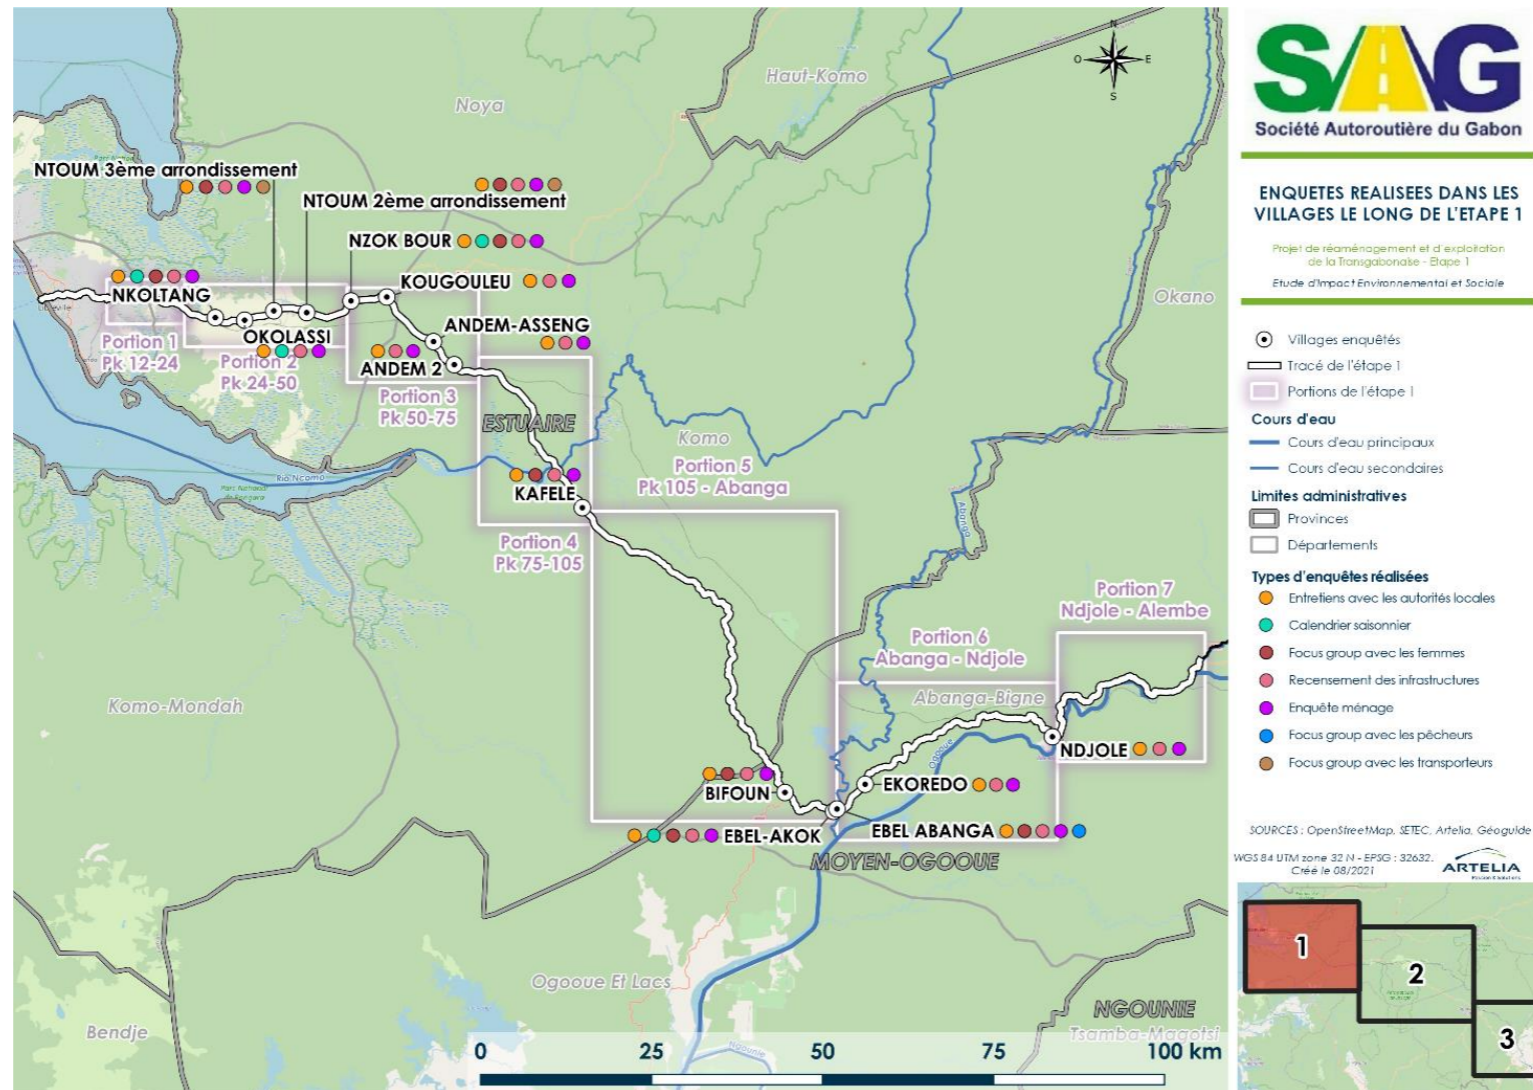 N
O
E
S
Haut-Komo
Noya
NTOUM 3ème arrondissement
NTOUM 2ème arrondissement
NZOK BOUR
KOUGOULEU
NKOLTANG
ANDEM-ASSENG
Okano
OKOLASSI
ANDEM 2
Portion 1
Pk 12-24
Portion 2
Pk 24-50
Portion 3
Pk 50-75
ESTUAIRE
Komo
Portion 5
Pk 105 - Abanga
Rio Ncomo
Parc National
de Pongara
KAFELE
Abanga
Portion 4
Pk 75-105
Portion 7
Ndjole - Alembe
Portion 6
Abanga - Ndjole
Abanga-Bigne
Komo-Mondah
Ogooue
NDJOLE
BIFOUN
EKOREDO
EBEL-AKOK
EBEL ABANGA
MOYEN-OGOOUE
Ogooue Et Lacs
NGOUNIE
Tsamba-Magotsi
Bendje
Ngounie
0
25
50
75
100 km
SAG
Société Autoroutière du Gabon
ENQUETES REALISEES DANS LES
VILLAGES LE LONG DE L'ETAPE 1
Projet de réaménagement et d'exploitation
de la Transgabonaise - Etape 1
Etude d'Impact Environnemental et Sociale
Villages enquêtés
Tracé de l'étape 1
Portions de l'étape 1
Cours d'eau
Cours d'eau principaux
Cours d'eau secondaires
Limites administratives
Provinces
Départements
Types d'enquêtes réalisées
Entretiens avec les autorités locales
Calendrier saisonnier
Focus group avec les femmes
Recensement des infrastructures
Enquête ménage
Focus group avec les pêcheurs
Focus group avec les transporteurs
SOURCES : OpenStreetMap, SETEC, Artelia, Géoguide
WGS 84 UTM zone 32 N - EPSG : 32632.
Créé le 08/2021
ARTELIA
1
2
3